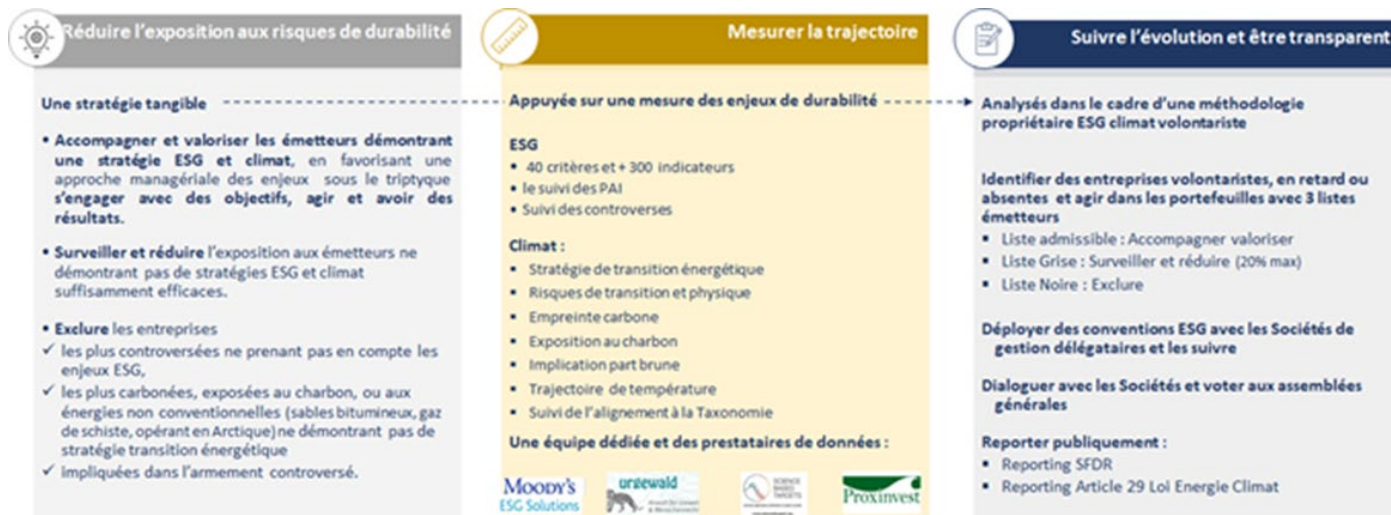 Réduire l'exposition aux risques de durabilité
Une stratégie tangible
• Accompagner et valoriser les émetteurs démontrant
une stratégie ESG et climat, en favorisant une
approche managériale des enjeux sous le triptyque
s'engager avec des objectifs, agir et avoir des
résultats.
• Surveiller et réduire l'exposition aux émetteurs ne
démontrant pas de stratégies ESG et climat
suffisamment efficaces.
• Exclure les entreprises
✓ les plus controversées ne prenant pas en compte les
enjeux ESG,
✓ les plus carbonées, exposées au charbon, ou aux
énergies non conventionnelles (sables bitumineux, gaz
de schiste, opérant en Arctique) ne démontrant pas de
stratégie transition énergétique
✓ impliquées dans l'armement controversé.
Mesurer la trajectoire
Appuyée sur une mesure des enjeux de durabilité
ESG
• 40 critères et + 300 indicateurs
• le suivi des PAI
• Suivi des controverses
Climat :
▪ Stratégie de transition énergétique
▪ Risques de transition et physique
▪ Empreinte carbone
▪ Exposition au charbon
▪ Implication part brune
▪ Trajectoire de température
▪ Suivi de l'alignement à la Taxonomie
Une équipe dédiée et des prestataires de données :
MOODY'S
ESG Solutions
urgewald
SCIENCE
BASED
TARGETS
Proxinvest
Suivre l'évolution et être transparent
Analysés dans le cadre d'une méthodologie
propriétaire ESG climat volontariste
Identifier des entreprises volontaristes, en retard ou
absentes et agir dans les portefeuilles avec 3 listes
émetteurs
▪ Liste admissible : Accompagner valoriser
▪ Liste Grise : Surveiller et réduire (20% max)
▪ Liste Noire : Exclure
Déployer des conventions ESG avec les Sociétés de
gestion délégataires et les suivre
Dialoguer avec les Sociétés et voter aux assemblées
générales
Reporter publiquement :
▪ Reporting SFDR
▪ Reporting Article 29 Loi Energie Climat